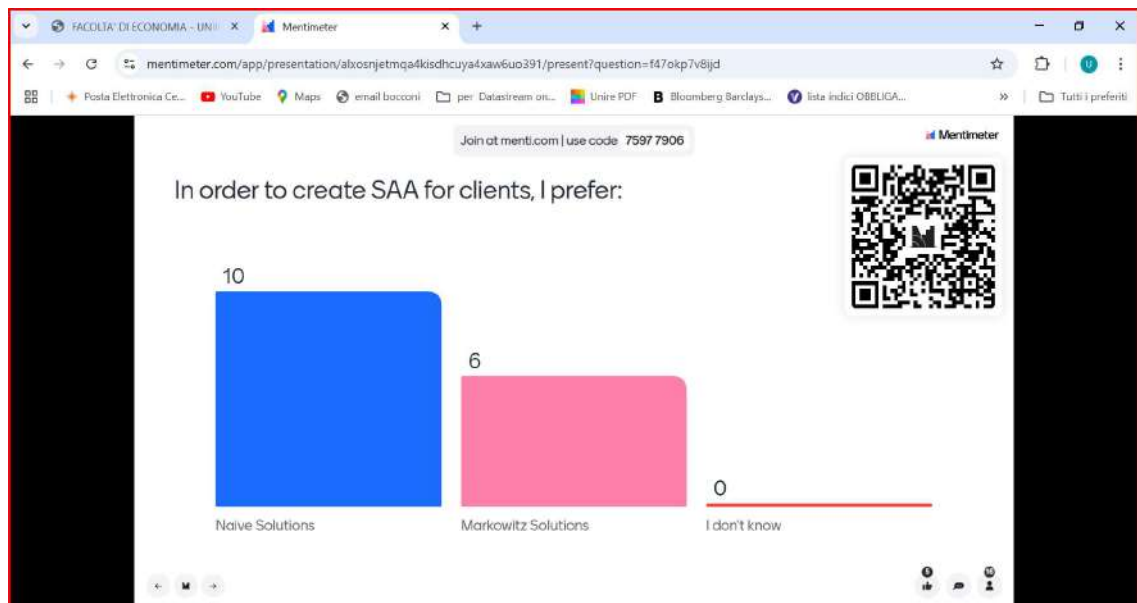 FACOLTA' DI ECONOMIA - UNI
Mentimeter
mentimeter.com/app/presentation/alxosnjetmqa4kisdhcuya4xaw6uo391/present?question=f47okp7v8ijd
Posta Elettronica Ce... YouTube Maps email bocconi per Datastream on... Unire PDF Bloomberg Barclays... lista indici OBBLIGA... » Tutti i preferiti
Join at menti.com | use code 7597 7906
Mentimeter
In order to create SAA for clients, I prefer:
10
6
0
Naive Solutions
Markowitz Solutions
I don't know